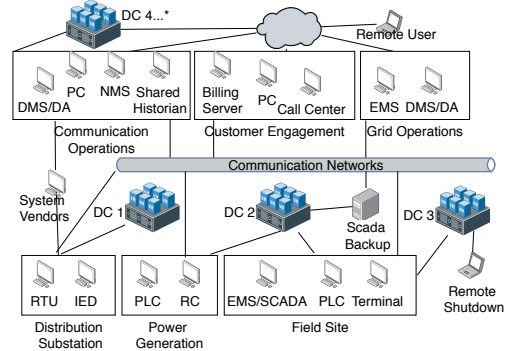 DC 4...*
Remote User
PC
NMS
Shared
Historian
DMS/DA
Billing
Server
PC
Call Center
EMS
DMS/DA
Communication
Operations
Customer Engagement
Grid Operations
Communication Networks
System
Vendors
DC 1
DC 2
Scada
Backup
DC 3
RTU
IED
PLC
RC
EMS/SCADA
PLC
Terminal
Remote
Shutdown
Distribution
Substation
Power
Generation
Field Site